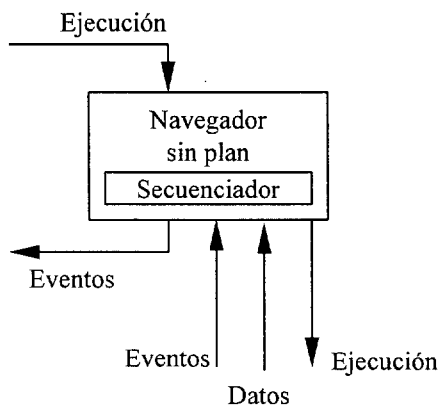 Ejecución
Navegador
sin plan
Secuenciador
Eventos
Eventos
Ejecución
Datos